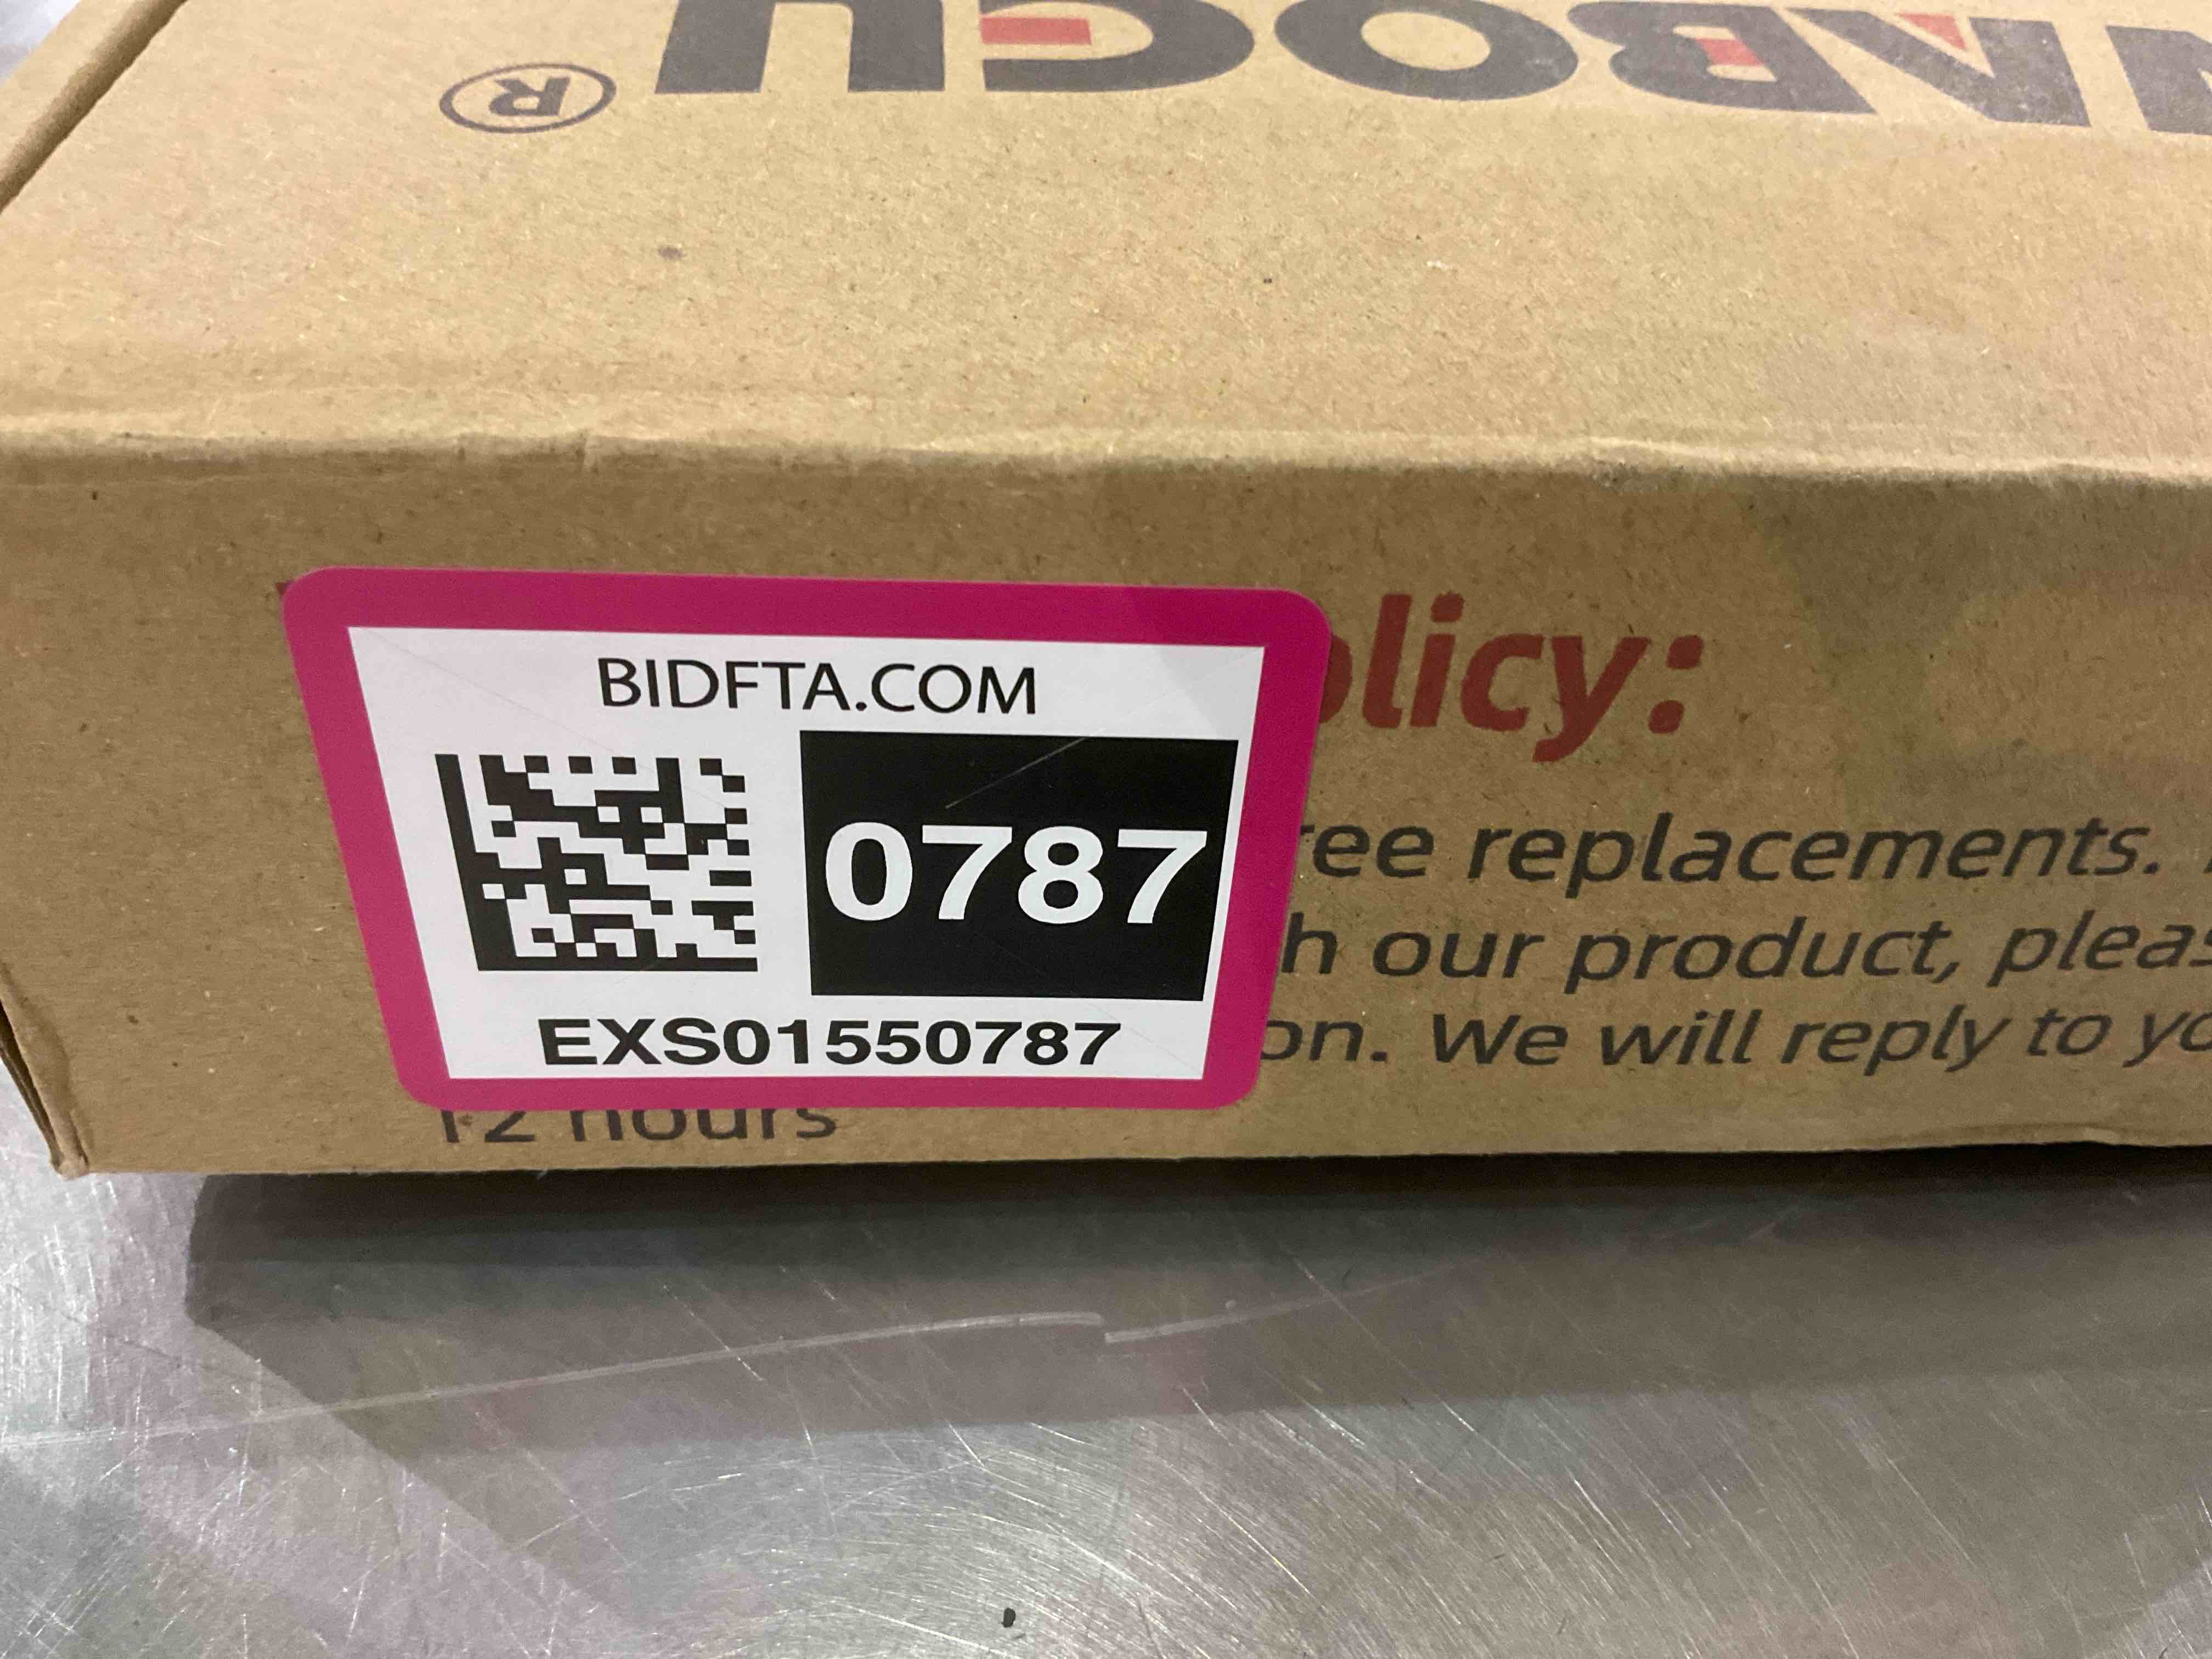 ®
BIDFTA.COM
0787
EXS01550787
olicy:
ree replacements.
h our product, pleas
on. We will reply to yo
12 hours